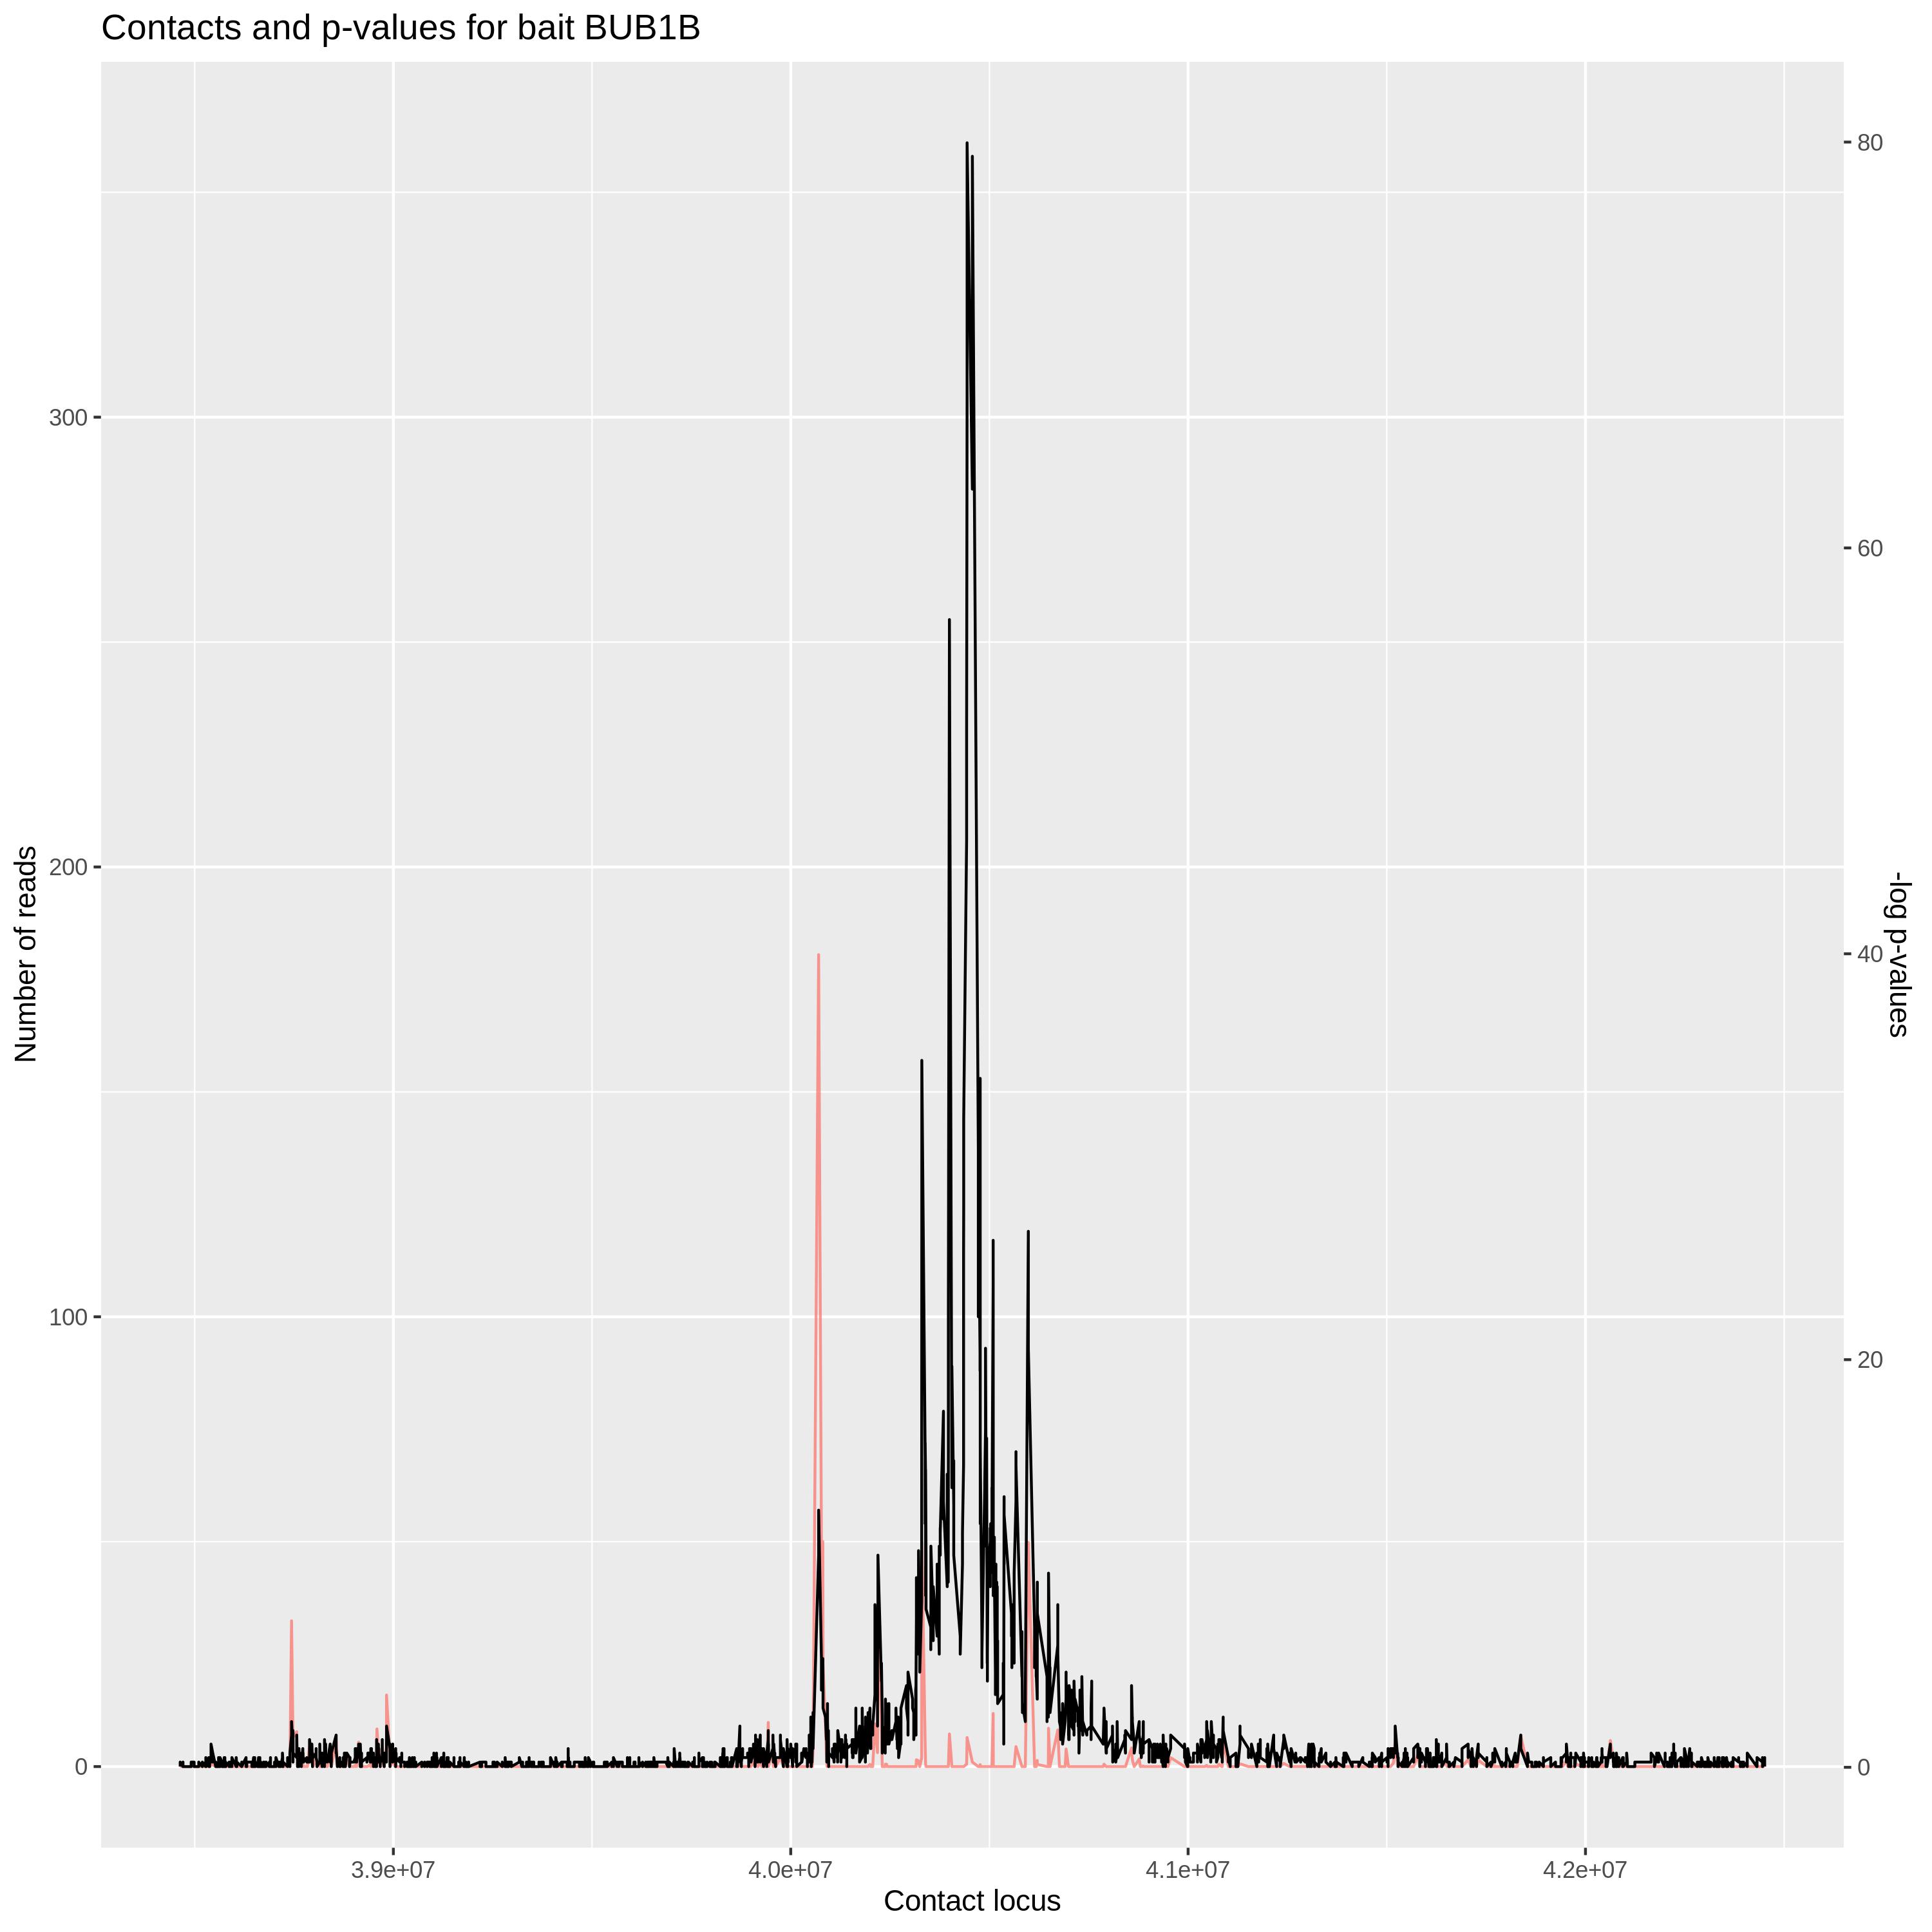 Contacts and p-values for bait BUB1B
300
200
100
0
Number of reads
80
60
40
20
0
-log p-values
3.9e+07 4.0e+07 4.1e+07 4.2e+07
Contact locus